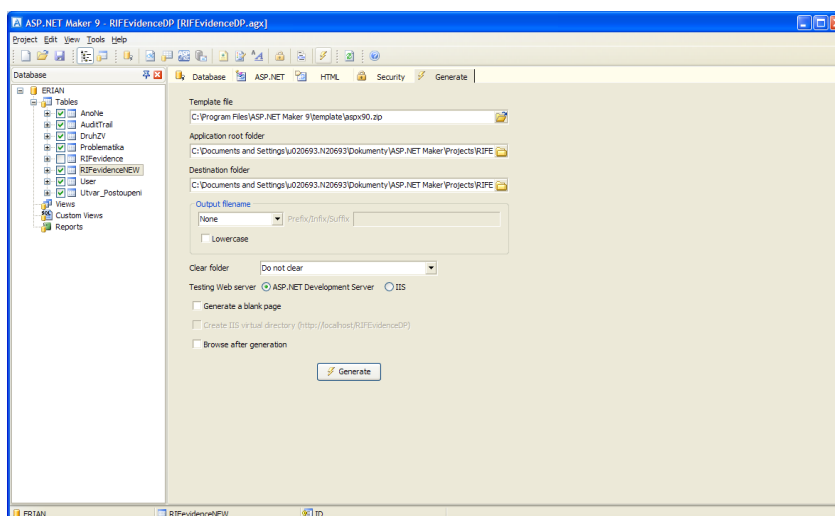 ASP.NET Maker 9 - RIFEvidenceDP [RIFEvidenceDP.agx]
Project Edit View Tools Help
Database
Database ASP.NET HTML Security Generate
ERIAN
Tables
AnoNe
AuditTrail
DruhZV
Problematika
RIFevidence
RIFevidenceNEW
User
Utvar_Postoupeni
Views
Custom Views
Reports
Template file
C:\Program Files\ASP.NET Maker 9\template\aspx90.zip
Application root folder
C:\Documents and Settings\u020693.N20693\Dokumenty\ASP.NET Maker\Projects\RIFE
Destination folder
C:\Documents and Settings\u020693.N20693\Dokumenty\ASP.NET Maker\Projects\RIFE
Output filename
None Prefix/Infix/Suffix
Lowercase
Clear folder Do not clear
Testing Web server ASP.NET Development Server IIS
Generate a blank page
Create IIS virtual directory (http://localhost/RIFEvidenceDP)
Browse after generation
Generate
ERIAN RIFevidenceNEW ID